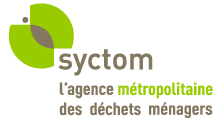 syctom
l'agence métropolitaine
des déchets ménagers